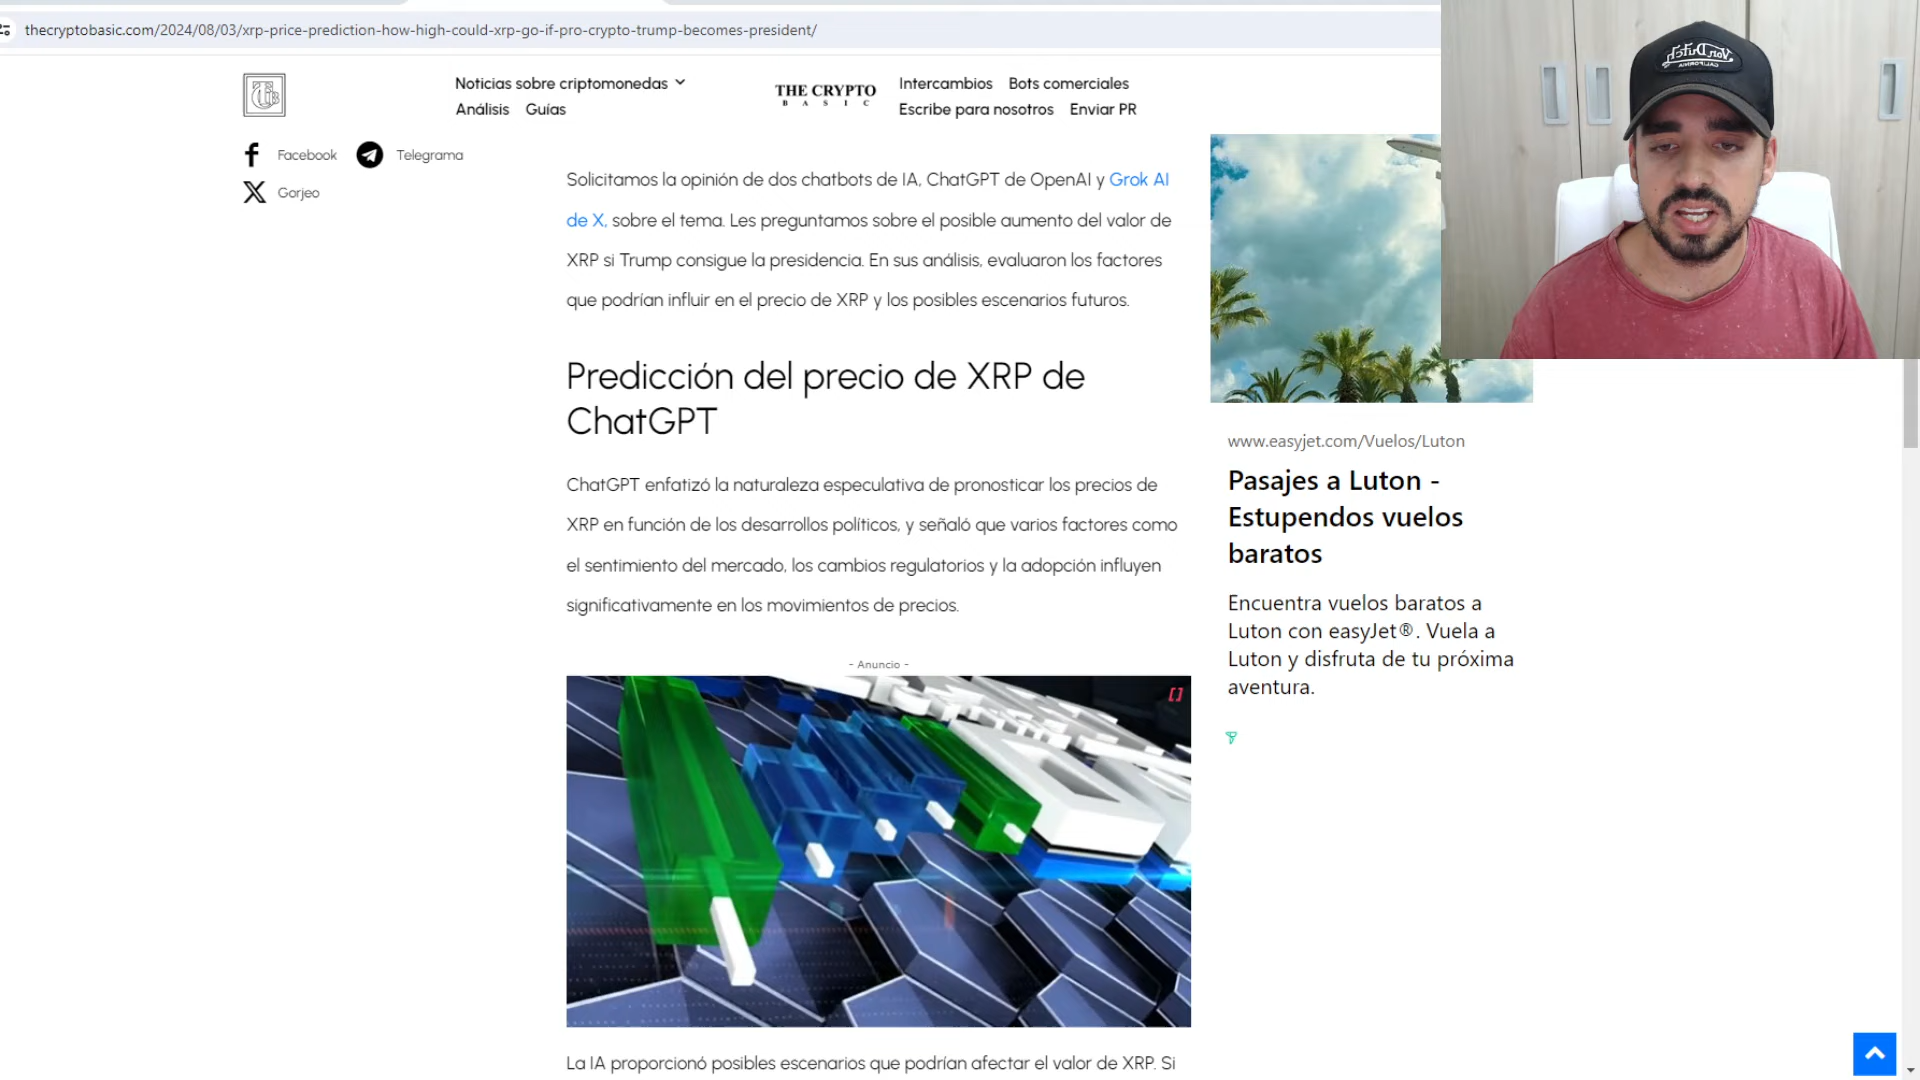 thecryptobasic.com/2024/08/03/xrp-price-prediction-how-high-could-xrp-go-if-pro-crypto-trump-becomes-president/
Noticias sobre criptomonedas
Análisis Guías
THE CRYPTO
BASIC
Intercambios Bots comerciales
Escribe para nosotros Enviar PR
Facebook Telegrama
Gorjeo
Solicitamos la opinión de dos chatbots de IA, ChatGPT de OpenAI y Grok AI
de X, sobre el tema. Les preguntamos sobre el posible aumento del valor de
XRP si Trump consigue la presidencia. En sus análisis, evaluaron los factores
que podrían influir en el precio de XRP y los posibles escenarios futuros.
Predicción del precio de XRP de
ChatGPT
ChatGPT enfatizó la naturaleza especulativa de pronosticar los precios de
XRP en función de los desarrollos políticos, y señaló que varios factores como
el sentimiento del mercado, los cambios regulatorios y la adopción influyen
significativamente en los movimientos de precios.
- Anuncio -
La IA proporcionó posibles escenarios que podrían afectar el valor de XRP. Si
www.easyjet.com/Vuelos/Luton
Pasajes a Luton -
Estupendos vuelos
baratos
Encuentra vuelos baratos a
Luton con easyJet®. Vuela a
Luton y disfruta de tu próxima
aventura.
Von Dutch
CALIFORNIA